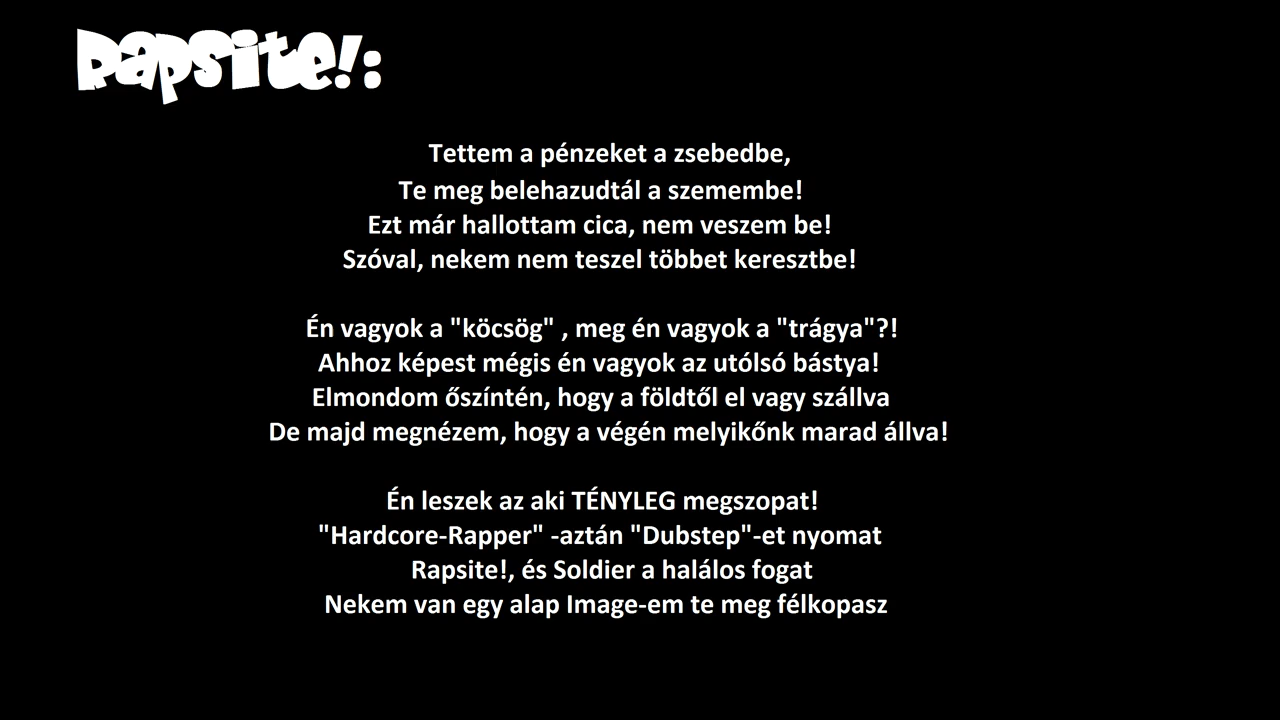 Rapsite!:
Tettem a pénzeket a zsebedbe,
Te meg belehazudtál a szemembe!
Ezt már hallottam cica, nem veszem be!
Szóval, nekem nem teszel többet keresztbe!
Én vagyok a "köcsög" , meg én vagyok a "trágya"?!
Ahhoz képest mégis én vagyok az utólsó bástya!
Elmondom őszíntén, hogy a földtől el vagy szállva
De majd megnézem, hogy a végén melyikőnk marad állva!
Én leszek az aki TÉNYLEG megszopat!
"Hardcore-Rapper" -aztán "Dubstep"-et nyomat
Rapsite!, és Soldier a halálos fogat
Nekem van egy alap Image-em te meg félkopasz